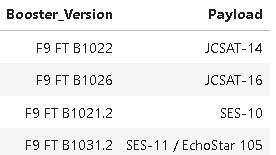 Booster_Version Payload
F9 FT B1022 JCSAT-14
F9 FT B1026 JCSAT-16
F9 FT B1021.2 SES-10
F9 FT B1031.2 SES-11 / EchoStar 105